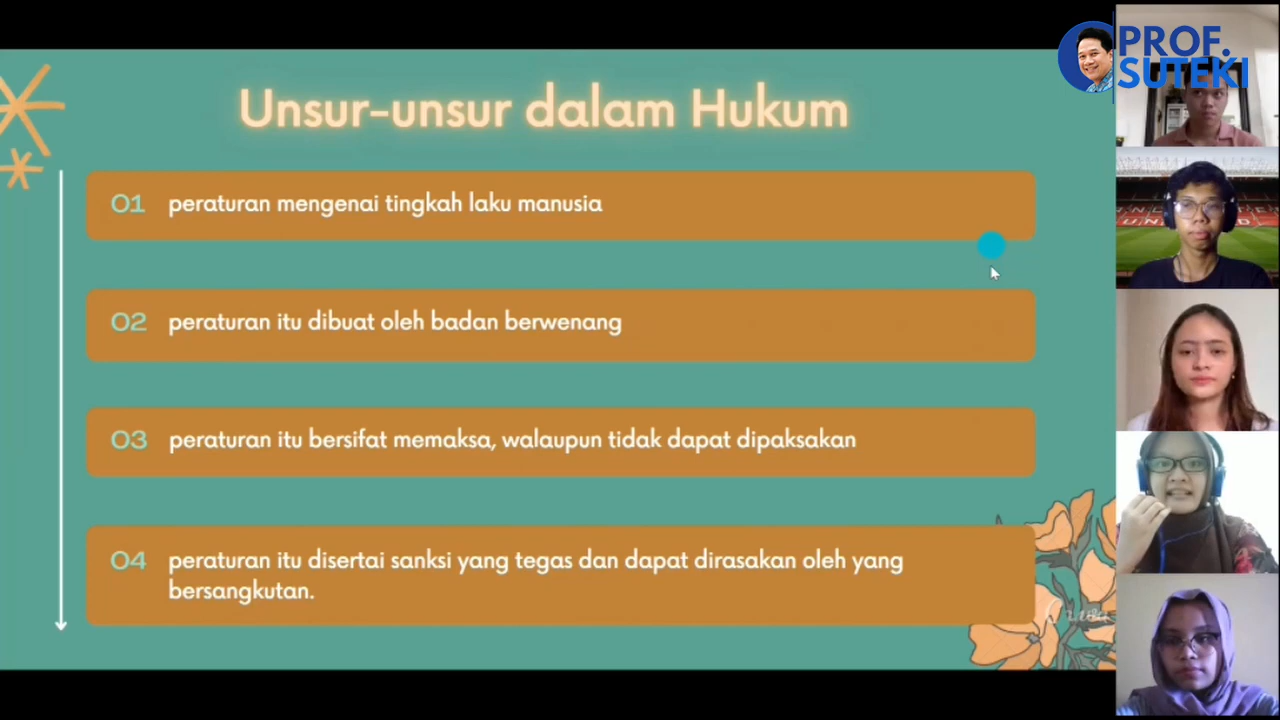 PROF.
SUTEKI
Unsur-unsur dalam Hukum
01 peraturan mengenai tingkah laku manusia
02 peraturan itu dibuat oleh badan berwenang
03 peraturan itu bersifat memaksa, walaupun tidak dapat dipaksakan
04 peraturan itu disertai sanksi yang tegas dan dapat dirasakan oleh yang
bersangkutan.